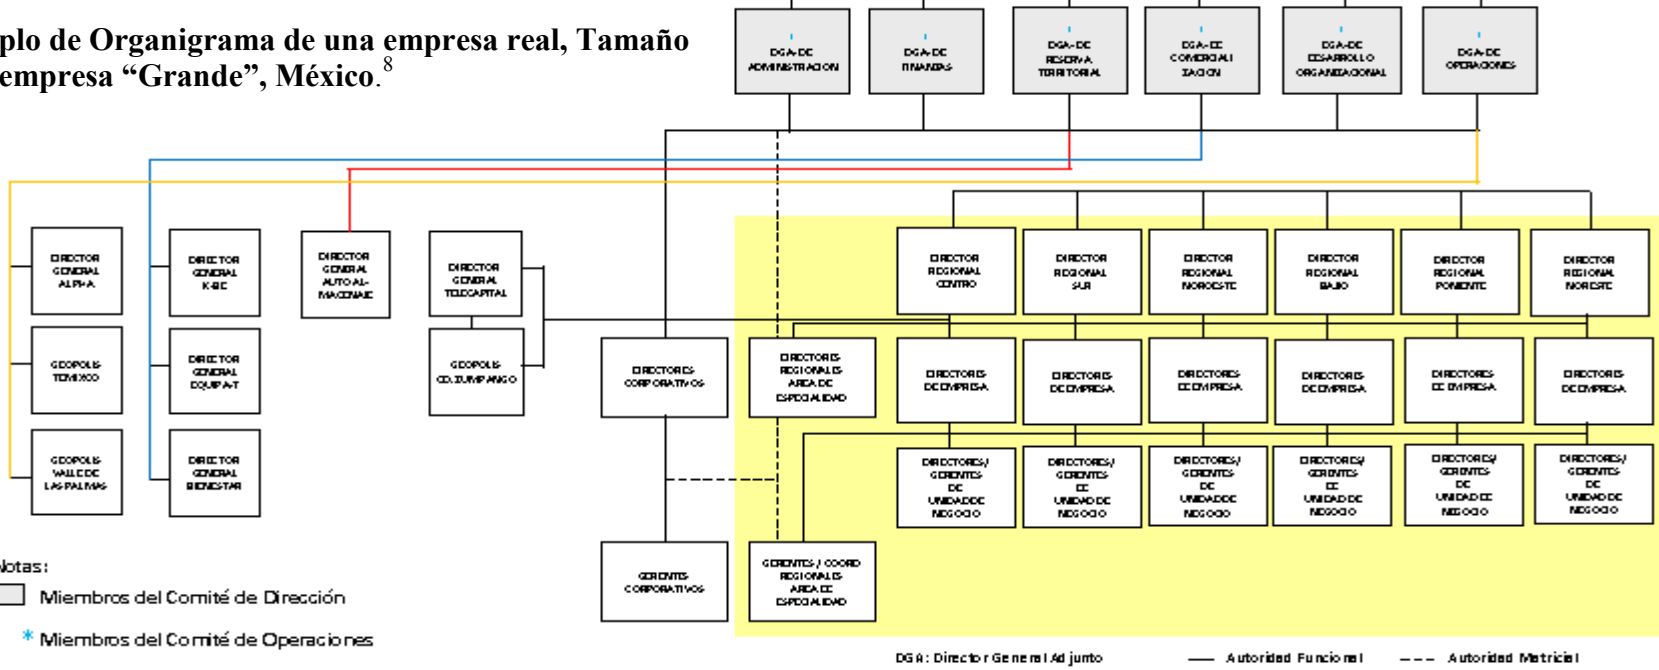 plo de Organigrama de una empresa real, Tamaño
empresa “Grande”, México.8
DGA-DE
ADMINISTRACION
DGA-DE
FINANZAS
DGA-DE
RESERVA
TERRITORIAL
DGA-DE
COMERCIALI
ZACION
DGA-DE
DESARROLLO
ORGANIZACIONAL
DGA-DE
OPERACIONES
DIRECTOR
GENERAL
ALPHA
DIRECTOR
GENERAL
K-BE
DIRECTOR
GENERAL
AUTO AL-
MACENAJE
DIRECTOR
GENERAL
TELECAPITAL
DIRECTOR
REGIONAL
CENTRO
DIRECTOR
REGIONAL
SUR
DIRECTOR
REGIONAL
NOROESTE
DIRECTOR
REGIONAL
BAJIO
DIRECTOR
REGIONAL
PONIENTE
DIRECTOR
REGIONAL
NORESTE
GEOPOLIS
TEMIXCO
DIRECTOR
GENERAL
EQUIPA-T
GEOPOLIS
CD. ZUMPANGO
DIRECTORES
CORPORATIVOS
DIRECTORES
REGIONALES
AREA DE
ESPECIALIDAD
DIRECTORES
DE EMPRESA
DIRECTORES
DE EMPRESA
DIRECTORES
DE EMPRESA
DIRECTORES
DE EMPRESA
DIRECTORES
DE EMPRESA
DIRECTORES
DE EMPRESA
GEOPOLIS
VALLE DE
LAS PALMAS
DIRECTOR
GENERAL
BIENESTAR
DIRECTORES/
GERENTES
DE
UNIDAD DE
NEGOCIO
DIRECTORES/
GERENTES
DE
UNIDAD DE
NEGOCIO
DIRECTORES/
GERENTES
DE
UNIDAD DE
NEGOCIO
DIRECTORES/
GERENTES
DE
UNIDAD DE
NEGOCIO
DIRECTORES/
GERENTES
DE
UNIDAD DE
NEGOCIO
DIRECTORES/
GERENTES
DE
UNIDAD DE
NEGOCIO
GERENTES
CORPORATIVOS
GERENTES / COORD
REGIONALES
AREA DE
ESPECIALIDAD
Notas:
Miembros del Comité de Dirección
* Miembros del Comité de Operaciones
DGA: Director General Adjunto
Autoridad Funcional
Autoridad Matricial